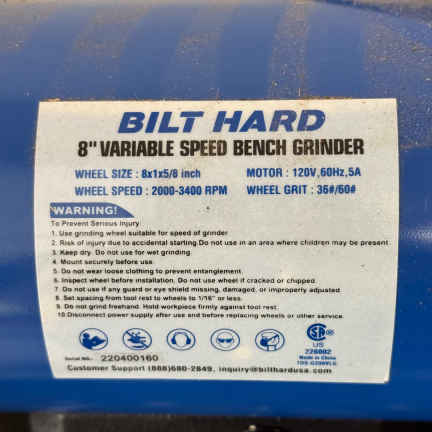 BILT HARD
8" VARIABLE SPEED BENCH GRINDER
WHEEL SIZE : 8x1x5/8 inch MOTOR : 120V,60Hz,5A
WHEEL SPEED : 2000-3400 RPM WHEEL GRIT : 36#/60#
WARNING!
To Prevent Serious Injury:
1. Use grinding wheel suitable for speed of grinder
2. Risk of injury due to accidental starting.Do not use in an area where children may be present
3. Keep dry. Do not use for wet grinding.
4. Mount securely before use.
5. Do not wear loose clothing to prevent entanglement.
6. Inspect wheel before installation. Do not use wheel if cracked or chipped.
7. Do not use if any guard or eye shield missing, damaged, or improperly adjusted.
8. Set spacing from tool rest to wheels to 1/16" or less.
9. Do not grind freehand. Hold workpiece firmly against tool rest.
10.Disconnect power supply after use and before replacing wheels or other service.
US
226002
Made in China
Serial No.: 220400160
Customer Support (888)680-2849, inquiry@bilthardusa.com